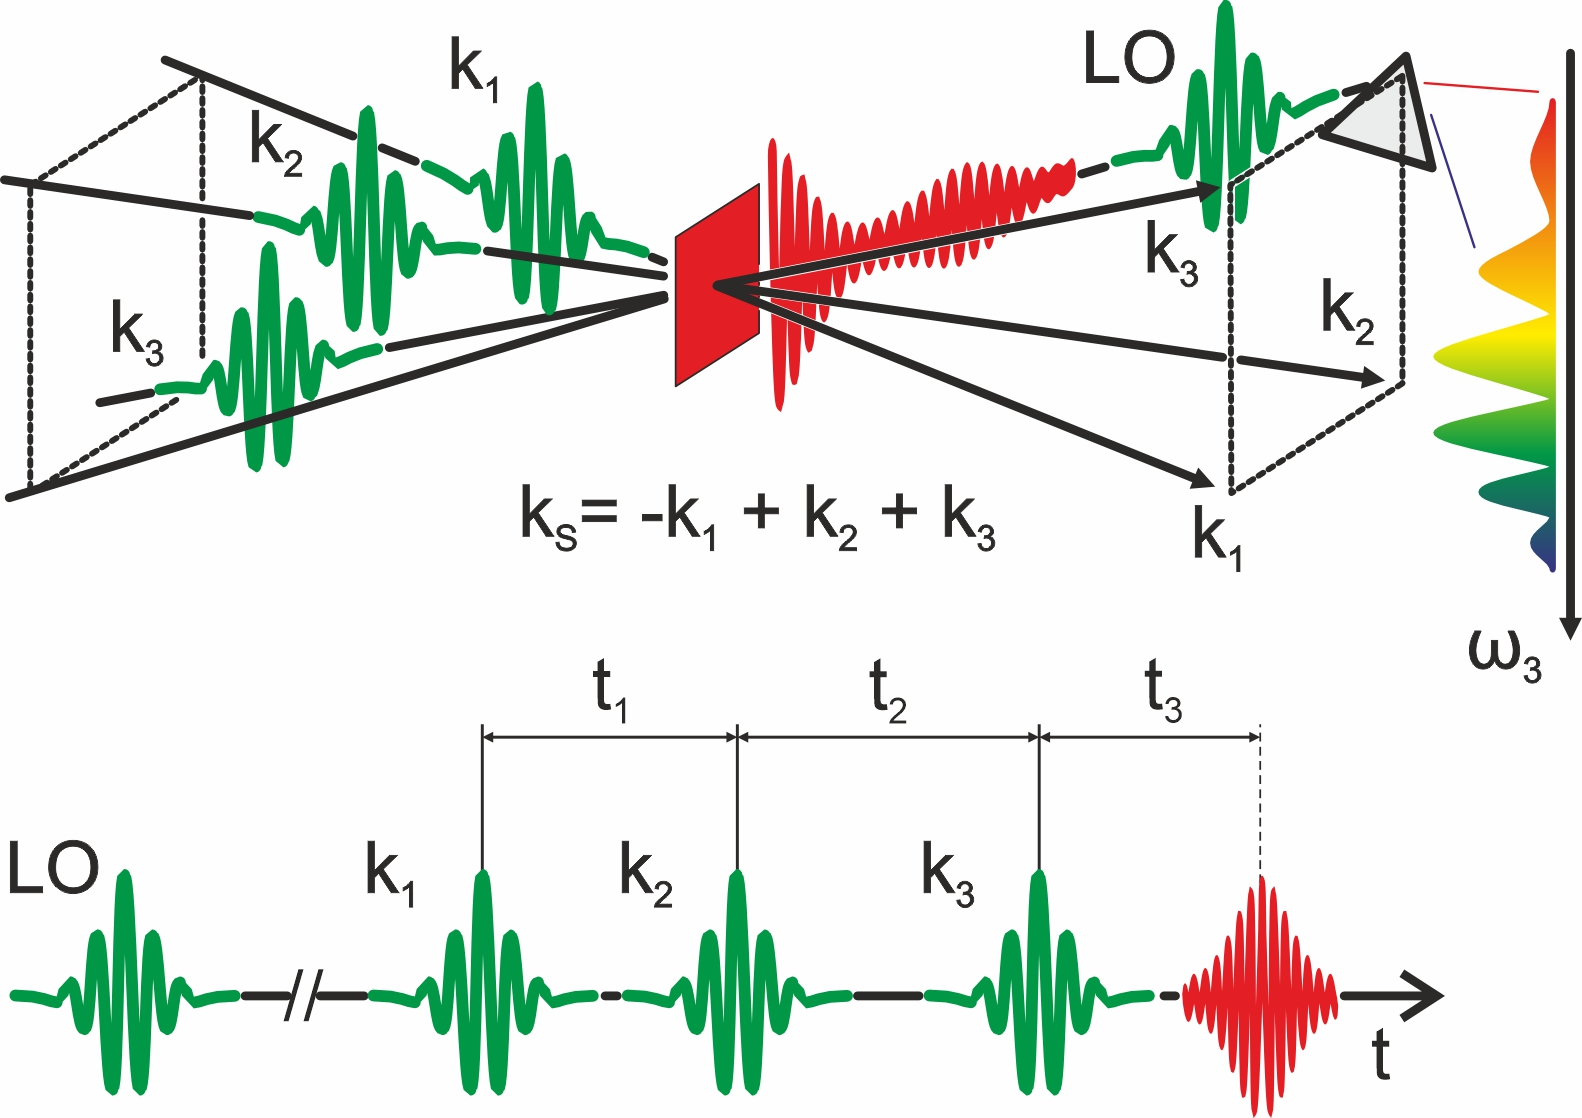 k1
LO
k2
k3
k3
k2
kS= -k1 + k2 + k3
k1
ω3
t1
t2
t3
LO
k1
k2
k3
t